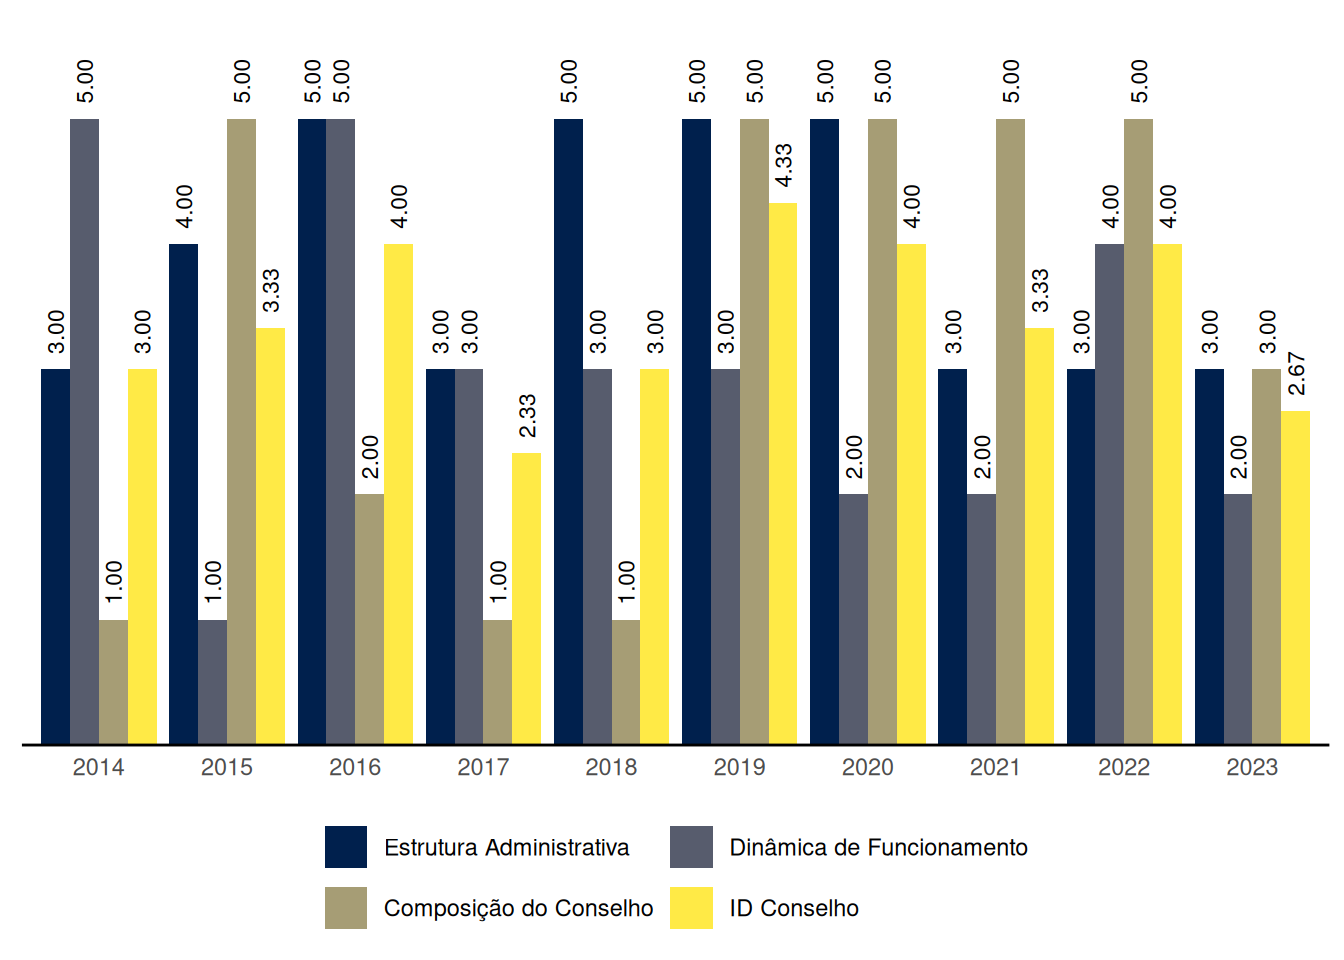 5.00 5.00 5.00 5.00 5.00 5.00 5.00 5.00 5.00 5.00 5.00
4.33
4.00 4.00 4.00 4.00 4.00
3.33 3.33
3.00 3.00 3.00 3.00 3.00 3.00 3.00 3.00 3.00 3.00 3.00
2.67
2.33
2.00 2.00 2.00 2.00
1.00 1.00 1.00 1.00
2014 2015 2016 2017 2018 2019 2020 2021 2022 2023
Estrutura Administrativa Dinâmica de Funcionamento
Composição do Conselho ID Conselho